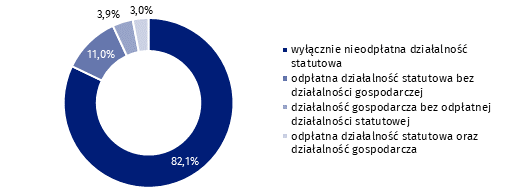 3,9%
3,0%
11,0%
82,1%
wyłącznie nieodpłatna działalność
statutowa
odpłatna działalność statutowa bez
działalności gospodarczej
działalność gospodarcza bez odpłatnej
działalności statutowej
odpłatna działalność statutowa oraz
działalność gospodarcza